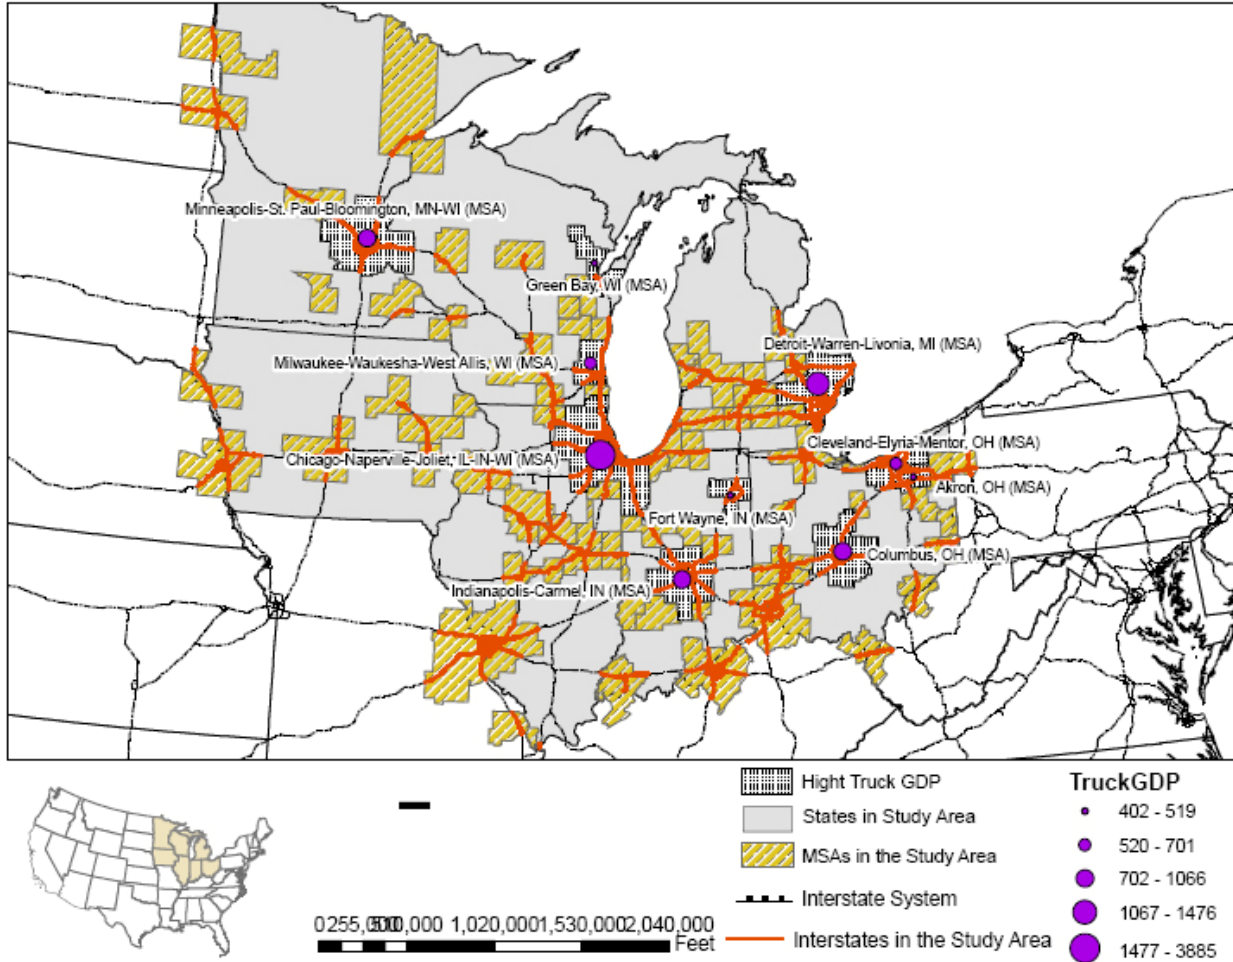 Minneapolis-St. Paul-Bloomington, MN-WI (MSA)
Green Bay, WI (MSA)
Detroit-Warren-Livonia, MI (MSA)
Milwaukee-Waukesha-West Allis, WI (MSA)
Cleveland-Elyria-Mentor, OH (MSA)
Chicago-Naperville-Joliet, IL-IN-WI (MSA)
Akron, OH (MSA)
Fort Wayne, IN (MSA)
Columbus, OH (MSA)
Indianapolis-Carmel, IN (MSA)
Hight Truck GDP
States in Study Area
MSAs in the Study Area
Interstate System
Interstates in the Study Area
TruckGDP
402 - 519
520 - 701
702 - 1066
1067 - 1476
1477 - 3885
1,020,000 1,530,000 2,040,000
Feet